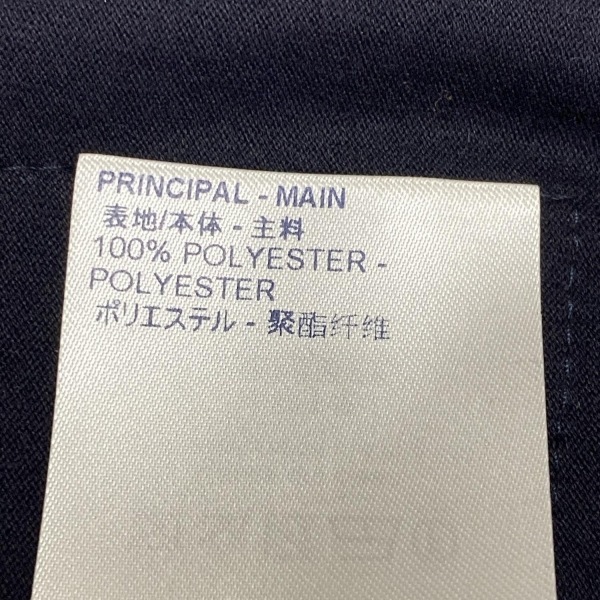 PRINCIPAL - MAIN
表地/本体 - 主料
100% POLYESTER -
POLYESTER
ポリエステル - 聚酯纤维